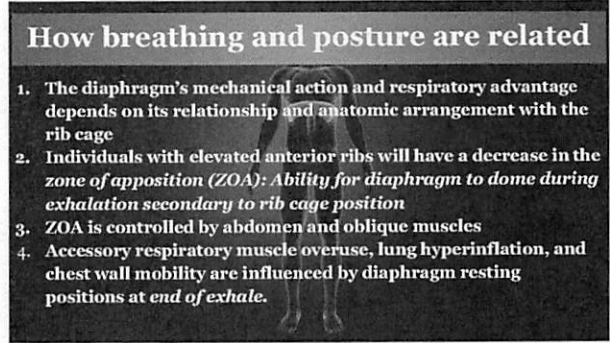 How breathing and posture are related
1. The diaphragm's mechanical action and respiratory advantage
depends on its relationship and anatomic arrangement with the
rib cage
2. Individuals with elevated anterior ribs will have a decrease in the
zone of apposition (ZOA): Ability for diaphragm to dome during
exhalation secondary to rib cage position
3. ZOA is controlled by abdomen and oblique muscles
4. Accessory respiratory muscle overuse, lung hyperinflation, and
chest wall mobility are influenced by diaphragm resting
positions at end of exhale.